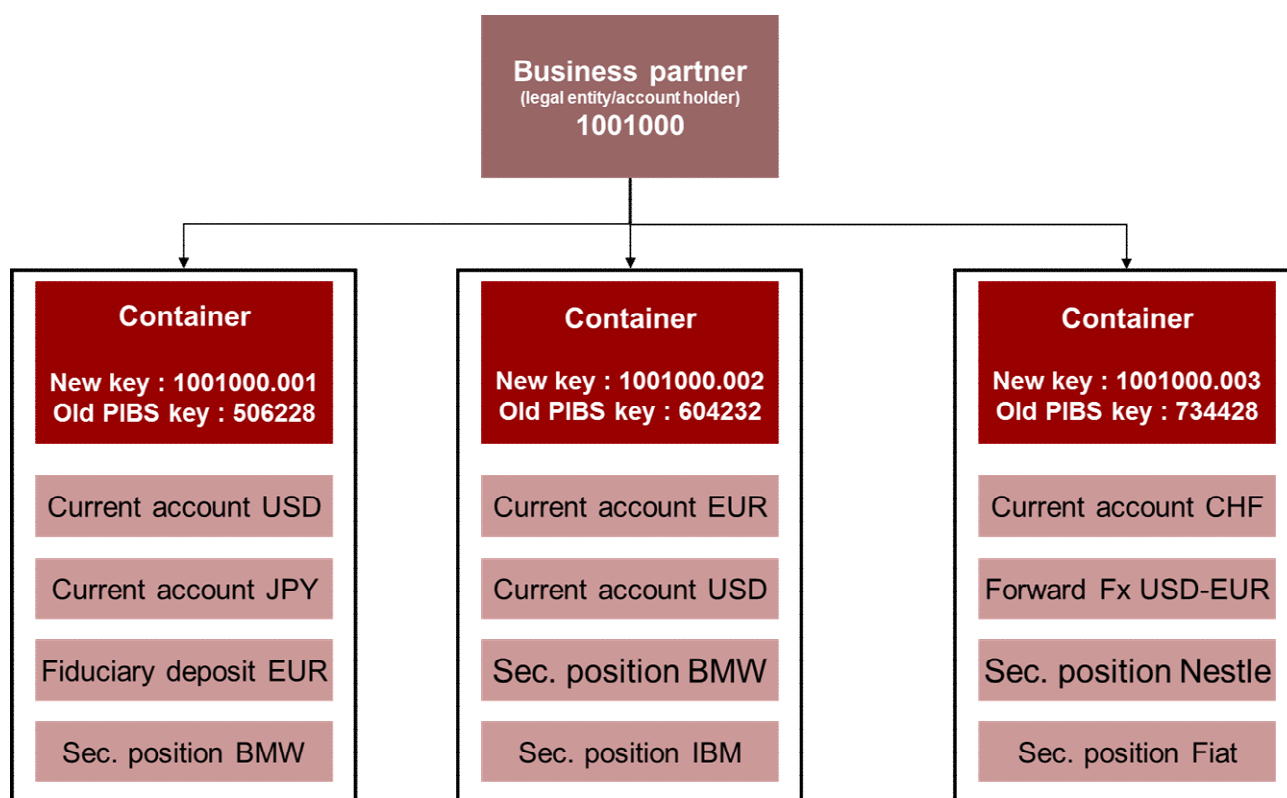 Business partner
(legal entity/account holder)
1001000
Container
New key : 1001000.001
Old PIBS key : 506228
Current account USD
Current account JPY
Fiduciary deposit EUR
Sec. position BMW
Container
New key : 1001000.002
Old PIBS key : 604232
Current account EUR
Current account USD
Sec. position BMW
Sec. position IBM
Container
New key : 1001000.003
Old PIBS key : 734428
Current account CHF
Forward Fx USD-EUR
Sec. position Nestle
Sec. position Fiat